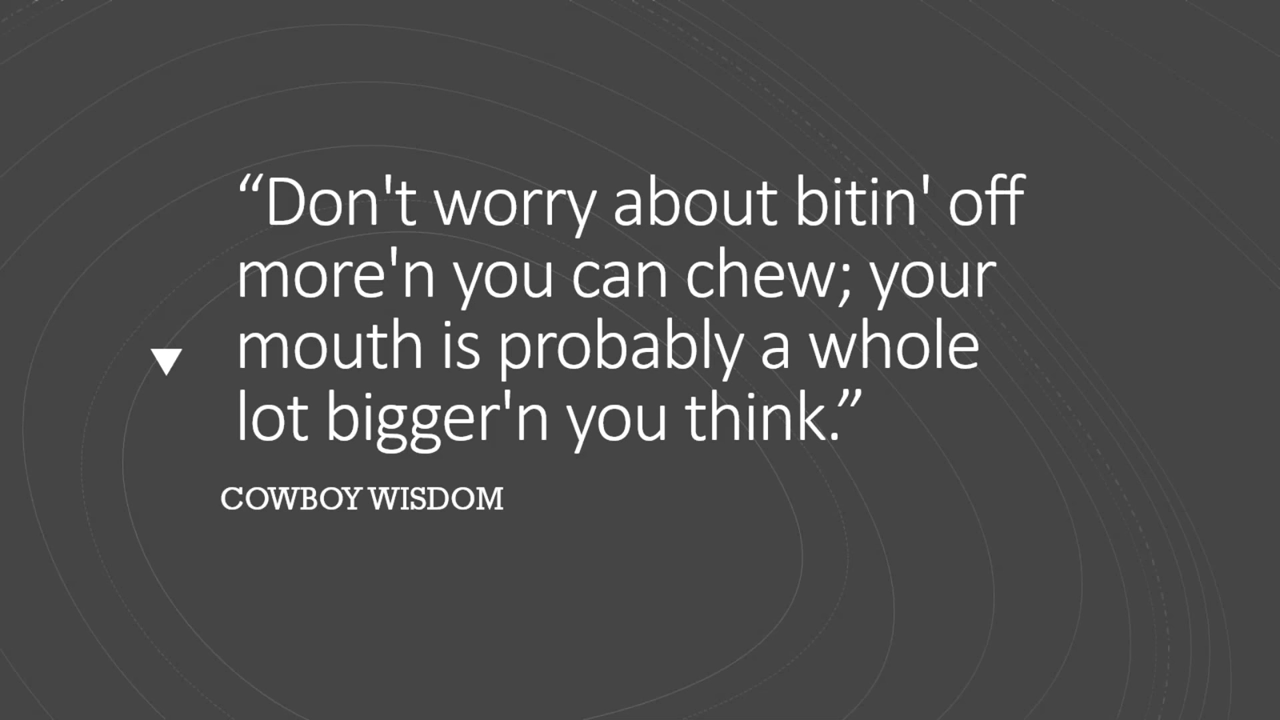 “Don't worry about bitin' off
more'n you can chew; your
mouth is probably a whole
lot bigger'n you think.”
COWBOY WISDOM